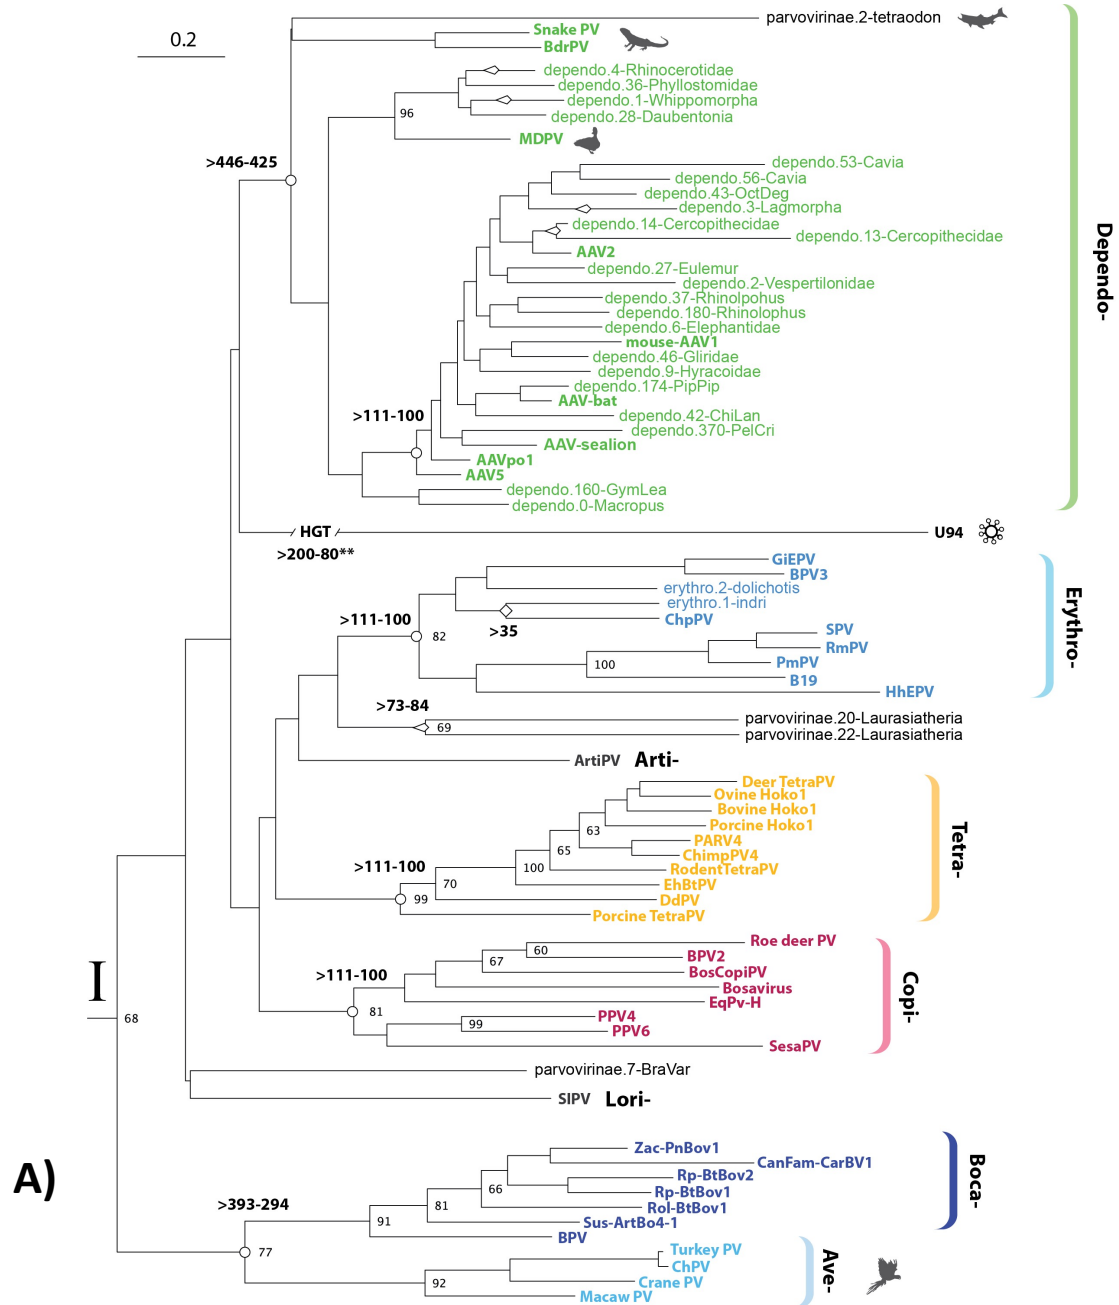 parvovirinae.2-tetraodon
0.2
Snake PV
BdrPV
dependo.4-Rhinocerotidae
dependo.36-Phyllostomidae
dependo.1-Whippomorpha
96
dependo.28-Daubentonia
MDPV
>446-425
dependo.53-Cavia
dependo.56-Cavia
dependo.43-OctDeg
dependo.3-Lagmorpha
dependo.14-Cercopithecidae
dependo.13-Cercopithecidae
AAV2
Dependo-
dependo.27-Eulemur
dependo.2-Vespertilonidae
dependo.37-Rhinolpohus
dependo.180-Rhinolophus
dependo.6-Elephantidae
mouse-AAV1
dependo.46-Gliridae
dependo.9-Hyracoidae
dependo.174-PipPip
AAV-bat
>111-100
dependo.42-ChiLan
dependo.370-PelCri
AAV-sealion
AAVpo1
AAV5
dependo.160-GymLea
dependo.0-Macropus
HGT
U94
>200-80**
GiEPV
BPV3
erythro.2-dolichotis
erythro.1-indri
>111-100
ChpPV
>35
82
SPV
RmPV
Erythro-
100
PmPV
B19
HhEPV
>73-84
69
parvovirinae.20-Laurasiatheria
parvovirinae.22-Laurasiatheria
ArtiPV Arti-
Deer TetraPV
Ovine Hoko1
Bovine Hoko1
Porcine Hoko1
63
PARV4
65
ChimpPV4
>111-100
100
RodentTetraPV
70
EhBtPV
99
DdPV
Porcine TetraPV
Tetra-
Roe deer PV
60
BPV2
67
BosCopiPV
>111-100
Bosavirus
EqPv-H
81
PPV4
99
PPV6
SesaPV
Copi-
I
68
parvovirinae.7-BraVar
SlPV Lori-
Zac-PnBov1
CanFam-CarBV1
Rp-BtBov2
66
Rp-BtBov1
A)
>393-294
81
Rol-BtBov1
91
Sus-ArtBo4-1
BPV
Boca-
77
Turkey PV
ChPV
92
Crane PV
Macaw PV
Ave-